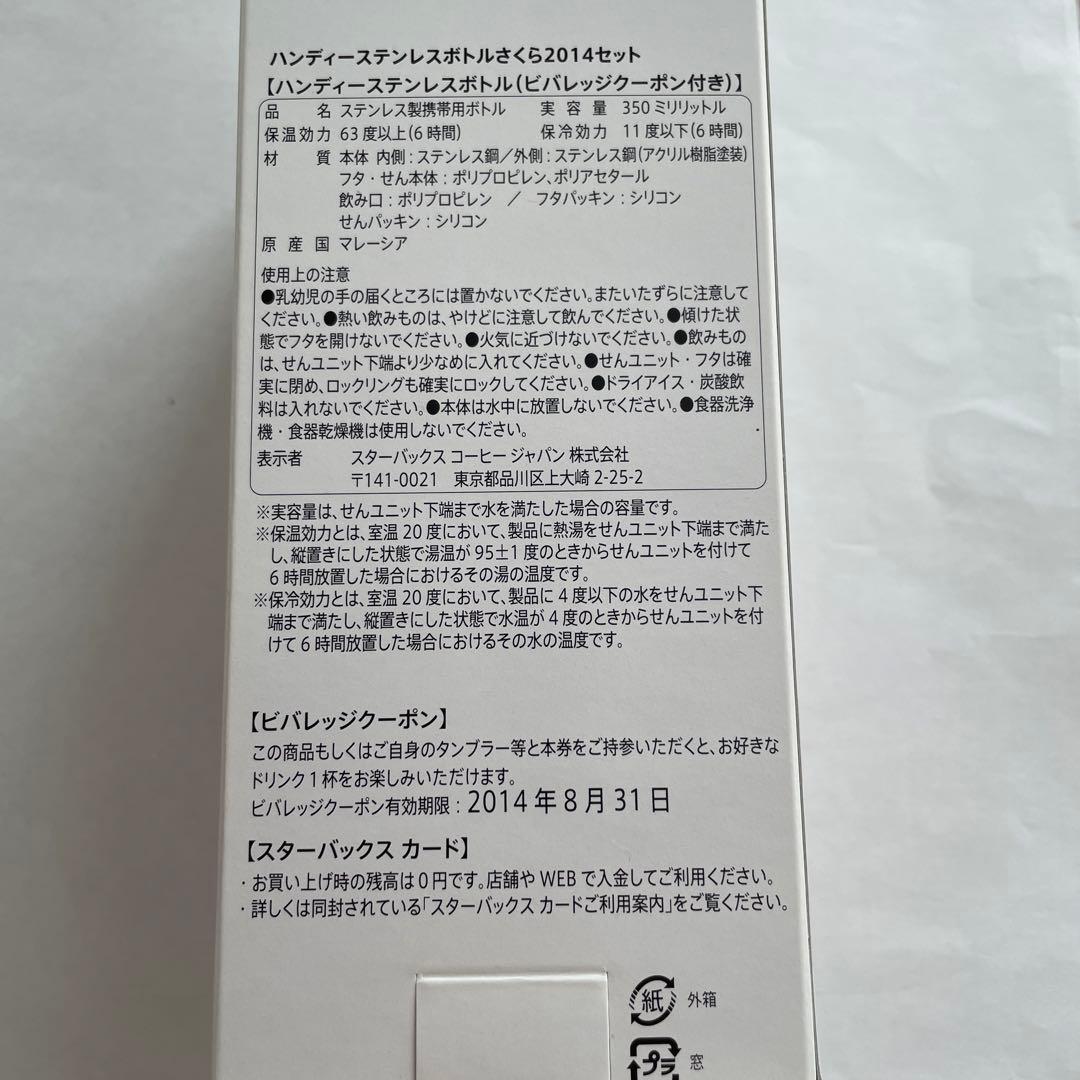 ハンディーステンレスボトルさくら2014セット
【ハンディーステンレスボトル(ビバレッジクーポン付き)】
品名 ステンレス製携帯用ボトル 実容量 350ミリリットル
保温効力 63度以上(6時間) 保冷効力 11度以下(6時間)
材質 本体 内側:ステンレス鋼/外側:ステンレス鋼(アクリル樹脂塗装)
フタ・せん本体:ポリプロピレン、ポリアセタール
飲み口:ポリプロピレン / フタパッキン:シリコン
せんパッキン:シリコン
原産国 マレーシア
使用上の注意
●乳幼児の手の届くところには置かないでください。またいたずらに注意して
ください。●熱い飲みものは、やけどに注意して飲んでください。●傾けた状
態でフタを開けないでください。●火気に近づけないでください。●飲みもの
は、せんユニット下端より少なめに入れてください。●せんユニット・フタは確
実に閉め、ロックリングも確実にロックしてください。●ドライアイス・炭酸飲
料は入れないでください。●本体は水中に放置しないでください。●食器洗浄
機・食器乾燥機は使用しないでください。
表示者 スターバックス コーヒー ジャパン 株式会社
〒141-0021 東京都品川区上大崎 2-25-2
※実容量は、せんユニット下端まで水を満たした場合の容量です。
※保温効力とは、室温20度において、製品に熱湯をせんユニット下端まで満た
し、縦置きにした状態で湯温が95±1度のときからせんユニットを付けて
6時間放置した場合におけるその湯の温度です。
※保冷効力とは、室温20度において、製品に4度以下の水をせんユニット下
端まで満たし、縦置きにした状態で水温が4度のときからせんユニットを付
けて6時間放置した場合におけるその水の温度です。
【ビバレッジクーポン】
この商品もしくはご自身のタンブラー等と本券をご持参いただくと、お好きな
ドリンク1杯をお楽しみいただけます。
ビバレッジクーポン有効期限:2014年8月31日
【スターバックス カード】
・お買い上げ時の残高は0円です。店舗やWEBで入金してご利用ください。
・詳しくは同封されている「スターバックス カードご利用案内」をご覧ください。
紙 外箱
プラ 窓